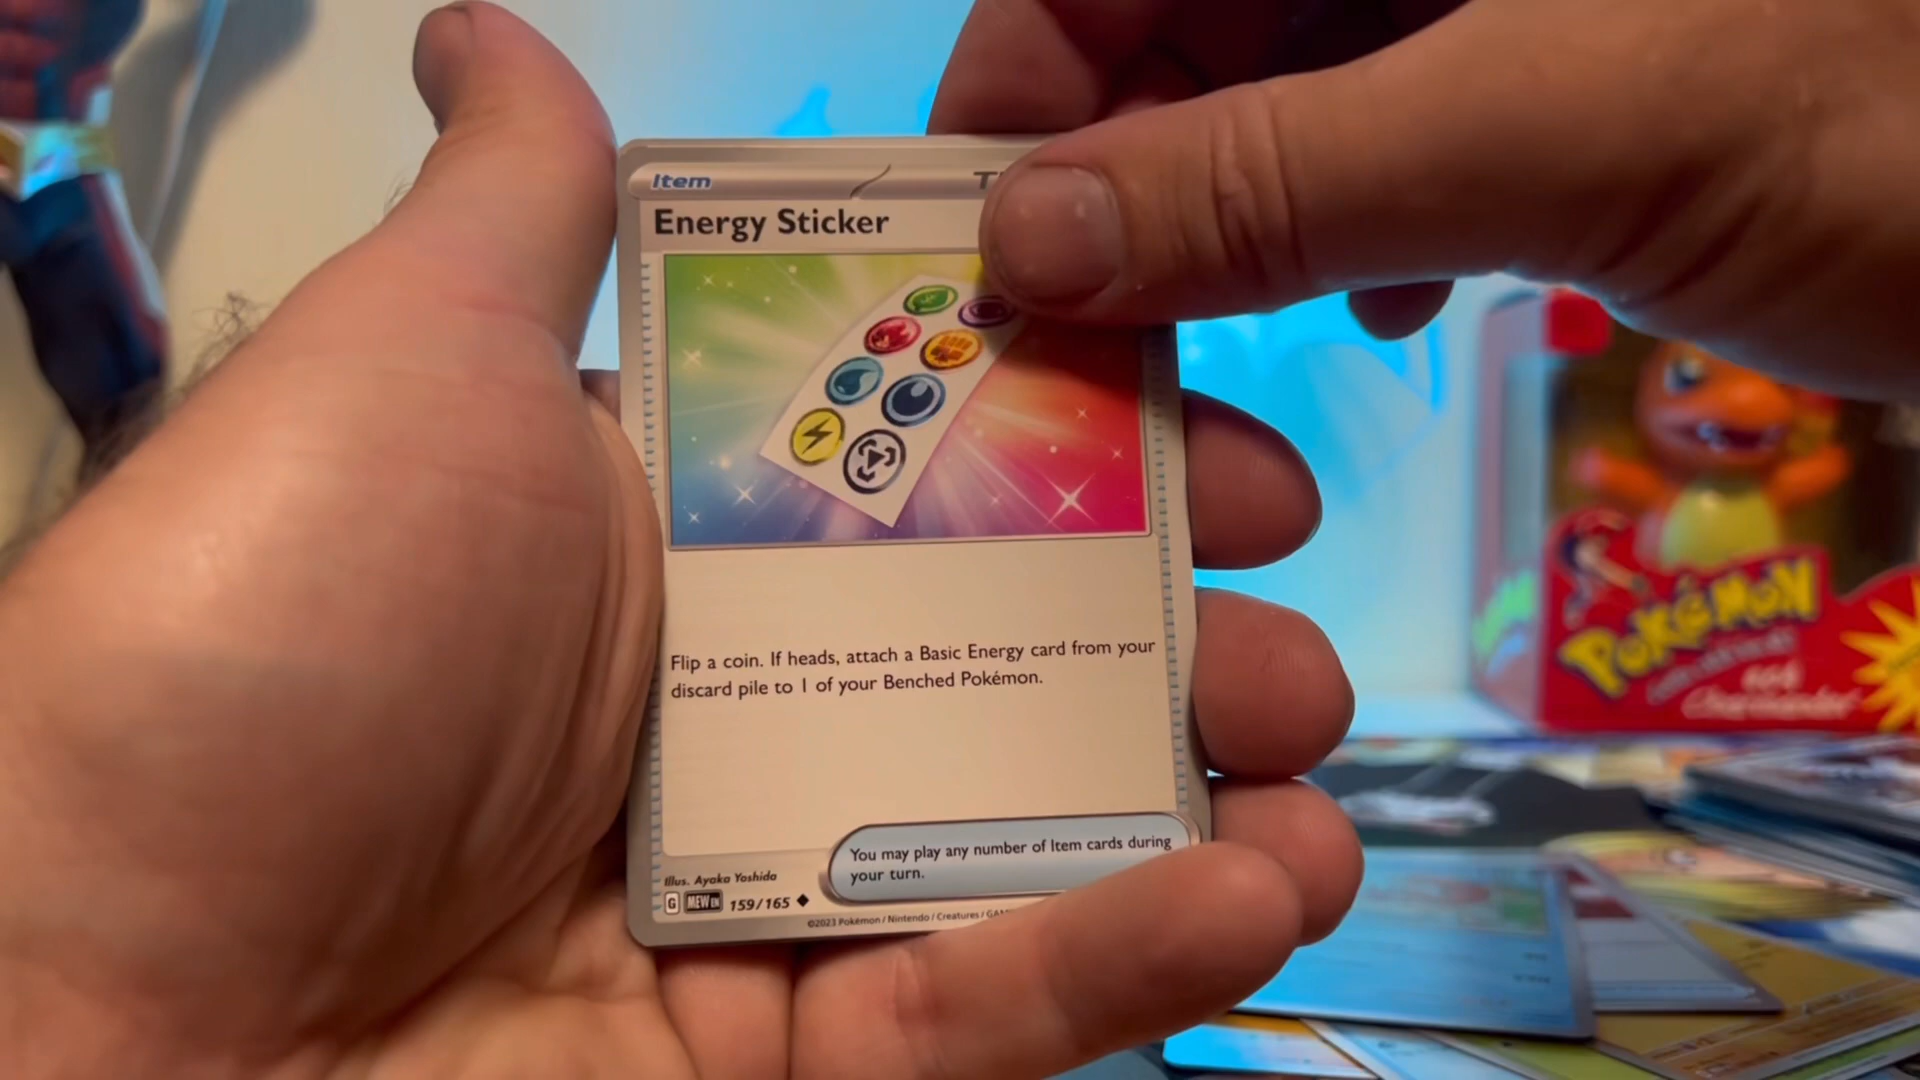 Item
Energy Sticker
Flip a coin. If heads, attach a Basic Energy card from your
discard pile to 1 of your Benched Pokémon.
You may play any number of Item cards during
your turn.
Illus. Ayaka Yoshida
G MEW EN 159/165
©2023 Pokémon / Nintendo / Creatures /
POKéMON
Charmander